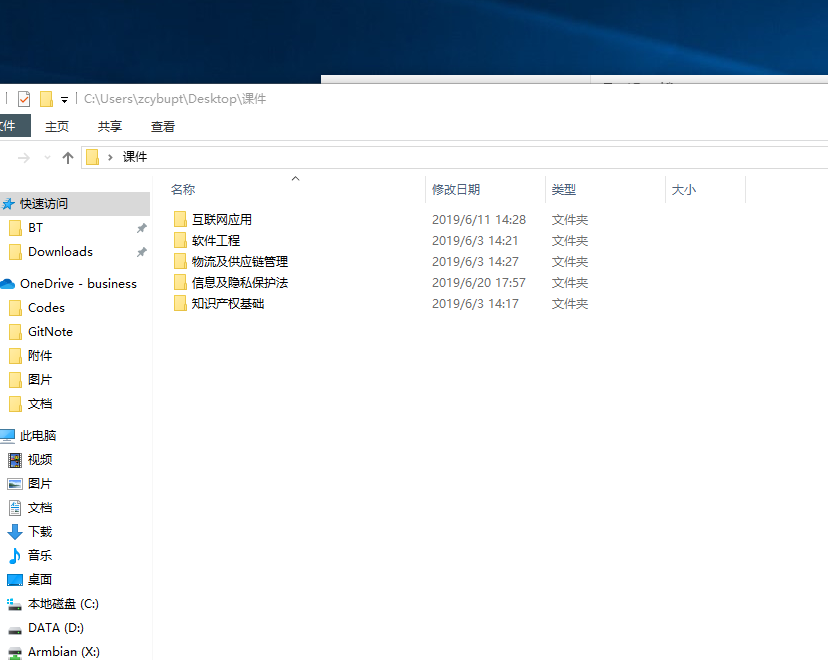 C:\Users\zcybupt\Desktop\课件
文件 主页 共享 查看
课件
名称 修改日期 类型 大小
互联网应用 2019/6/11 14:28 文件夹
软件工程 2019/6/3 14:21 文件夹
物流及供应链管理 2019/6/3 14:27 文件夹
信息及隐私保护法 2019/6/20 17:57 文件夹
知识产权基础 2019/6/3 14:17 文件夹
快速访问
BT
Downloads
OneDrive - business
Codes
GitNote
附件
图片
文档
此电脑
视频
图片
文档
下载
音乐
桌面
本地磁盘 (C:)
DATA (D:)
Armbian (X:)